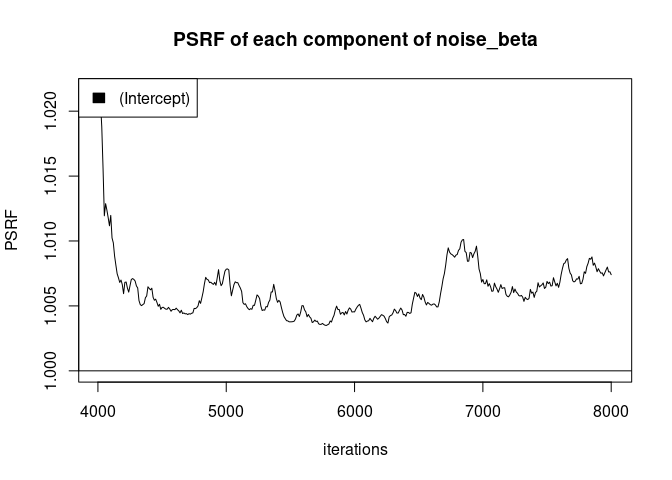 PSRF of each component of noise_beta
(Intercept)
PSRF
1.020
1.015
1.010
1.005
1.000
4000 5000 6000 7000 8000
iterations